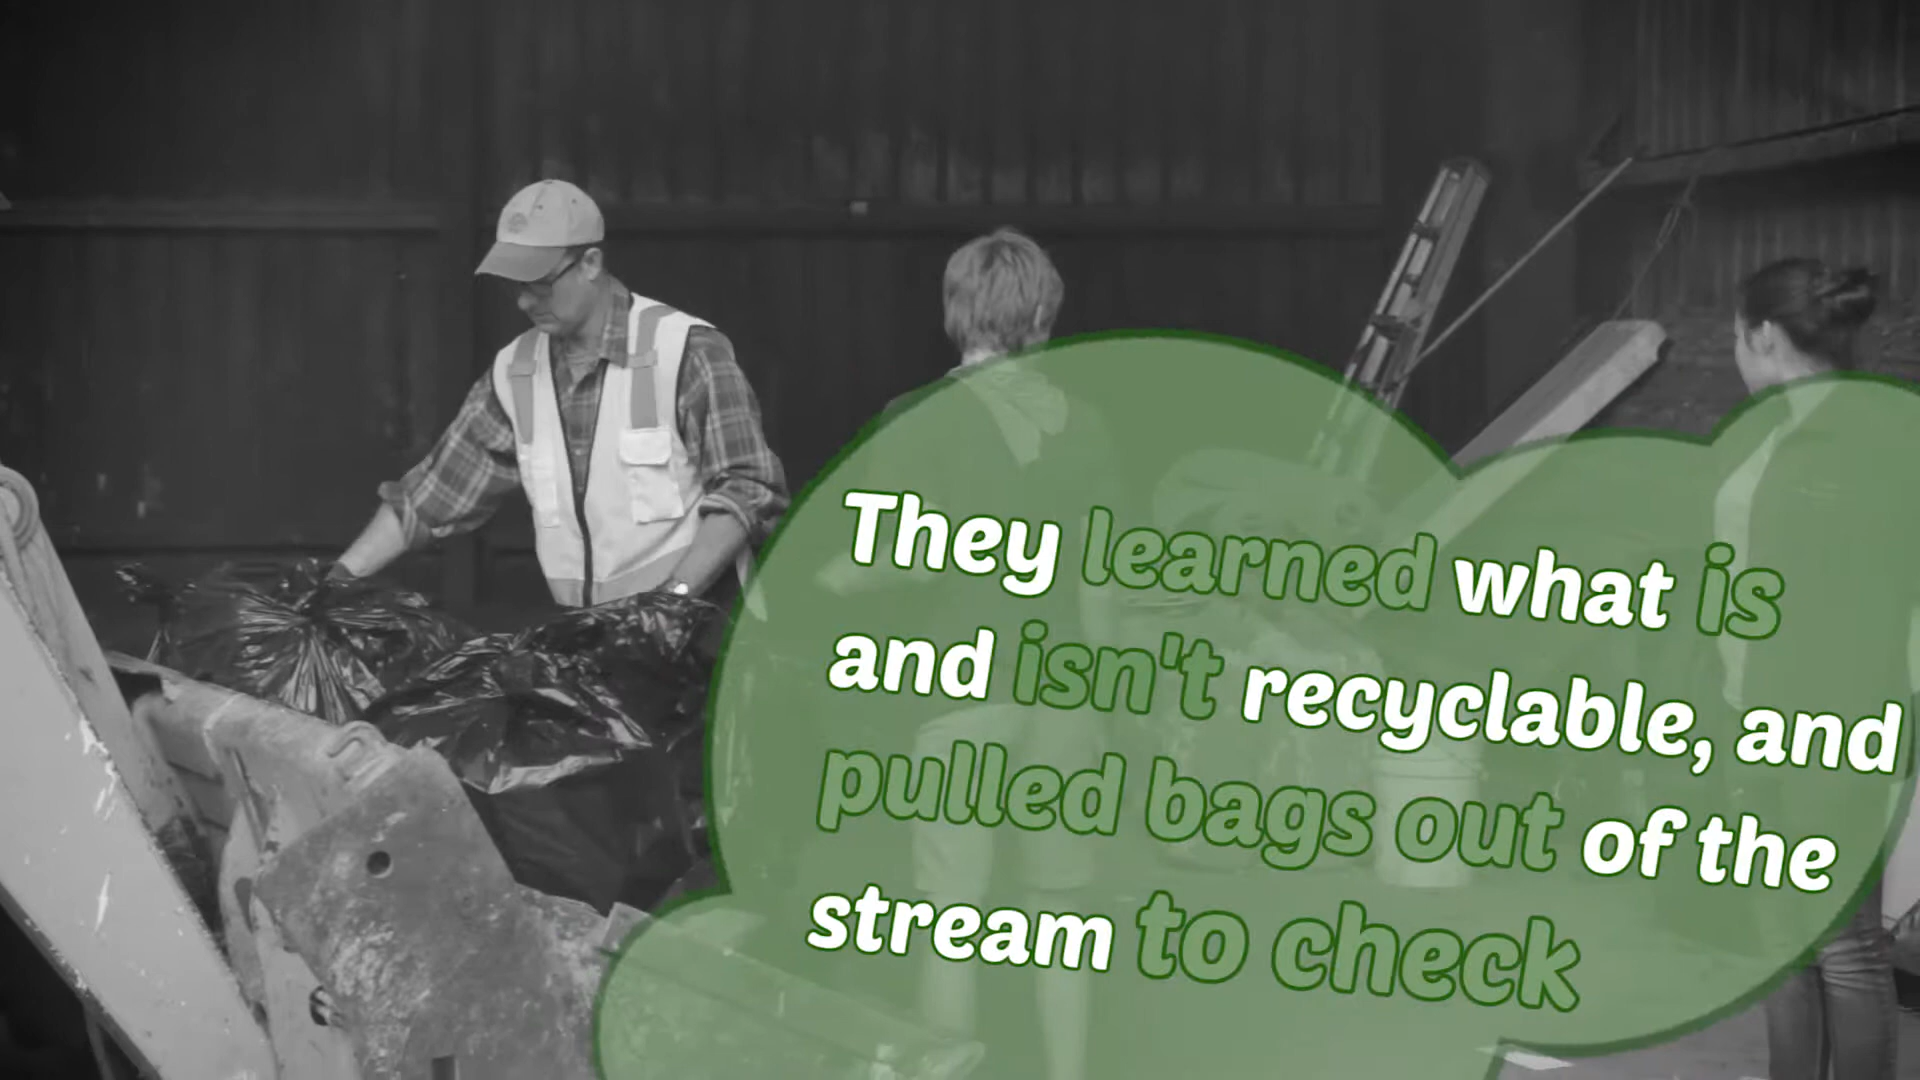 They learned what is
and isn't recyclable, and
pulled bags out of the
stream to check